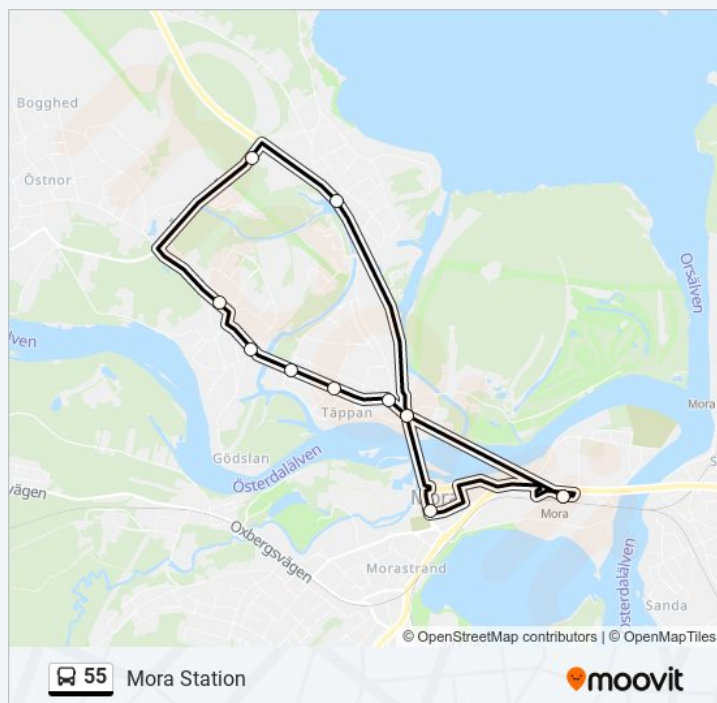 Bogghed
Östnor
Orsälven
älven
Mora
Täppan
Gödslan
Österdalälven
vägen
Mora
Mora
Oxbergsvägen
Morastrand
Österdalälven
Sanda
© OpenStreetMap contributors | © OpenMapTiles
55 Mora Station
moovit